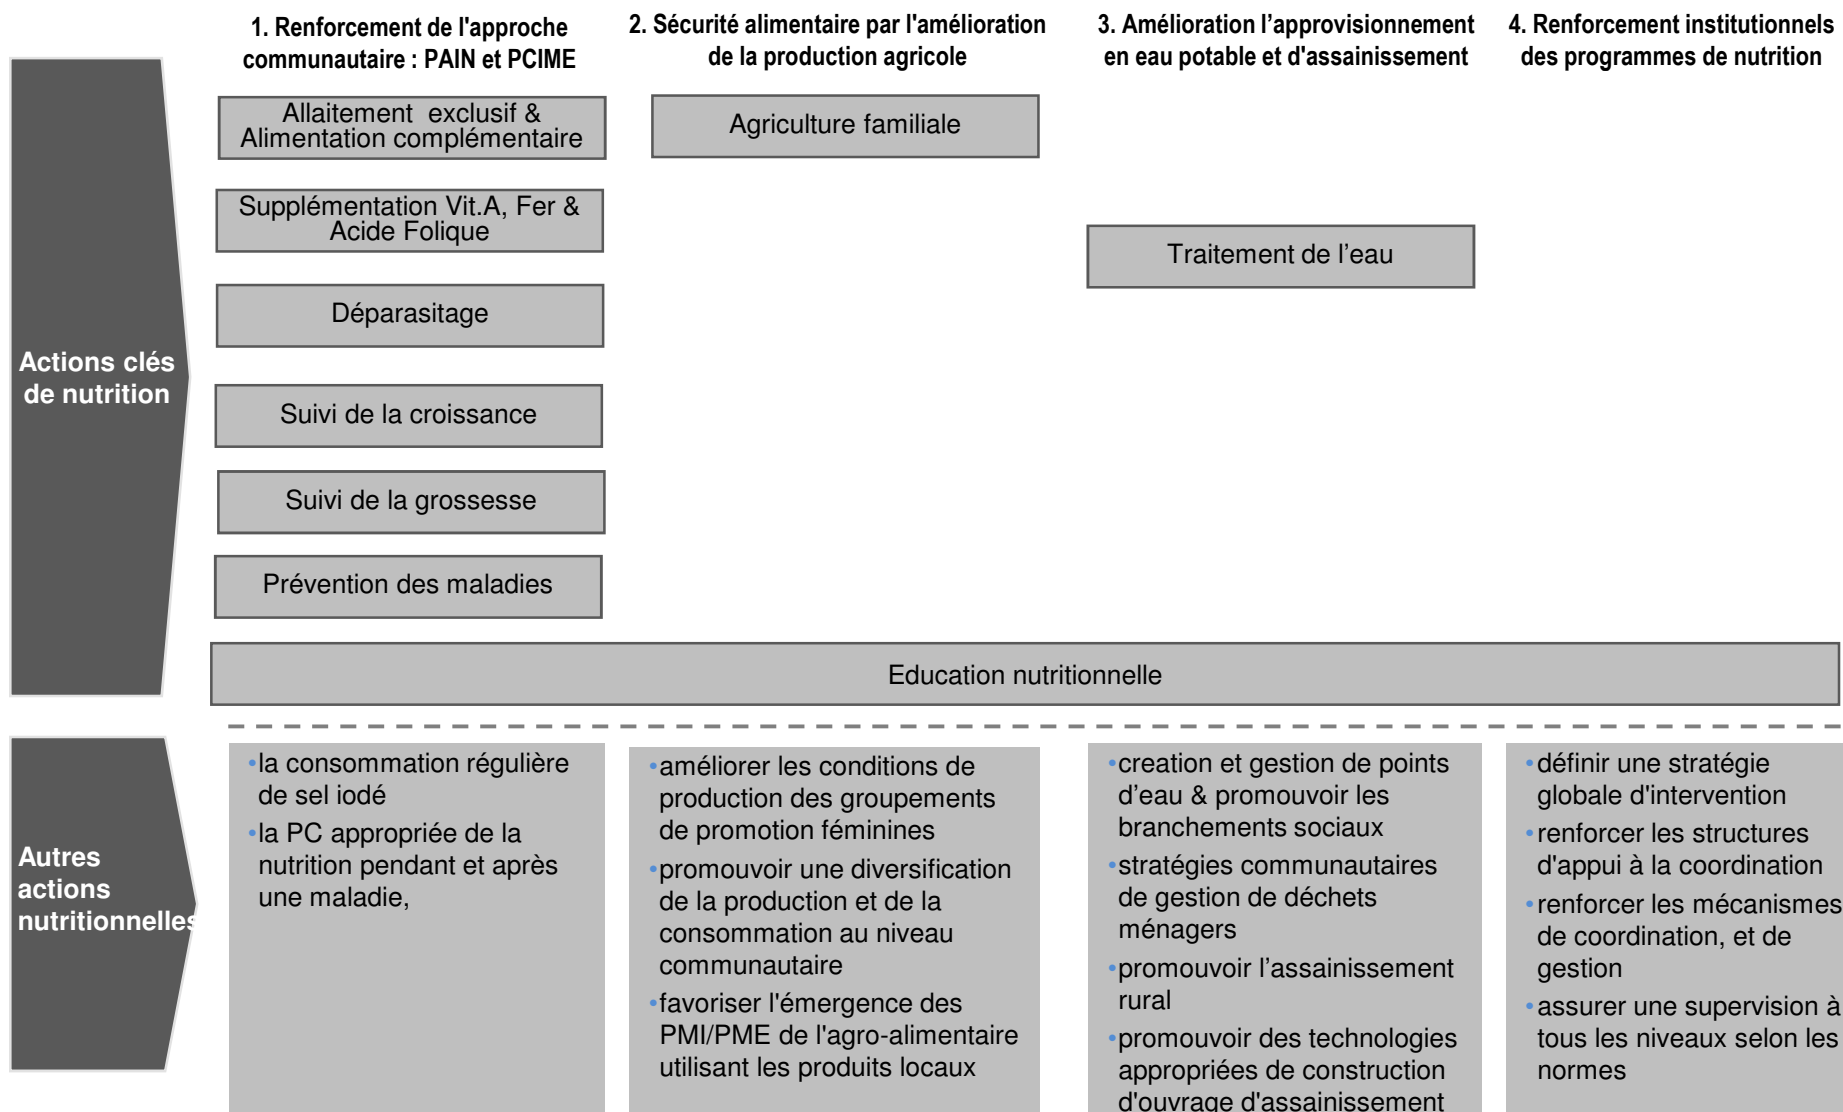 1. Renforcement de l'approche
communautaire : PAIN et PCIME
2. Sécurité alimentaire par l'amélioration
de la production agricole
3. Amélioration l’approvisionnement
en eau potable et d'assainissement
4. Renforcement institutionnels
des programmes de nutrition
Actions clés
de nutrition
Allaitement exclusif &
Alimentation complémentaire
Agriculture familiale
Supplémentation Vit.A, Fer &
Acide Folique
Traitement de l’eau
Déparasitage
Suivi de la croissance
Suivi de la grossesse
Prévention des maladies
Education nutritionnelle
Autres
actions
nutritionnelles
•la consommation régulière
de sel iodé
•la PC appropriée de la
nutrition pendant et après
une maladie,
•améliorer les conditions de
production des groupements
de promotion féminines
•promouvoir une diversification
de la production et de la
consommation au niveau
communautaire
•favoriser l'émergence des
PMI/PME de l'agro-alimentaire
utilisant les produits locaux
•creation et gestion de points
d’eau & promouvoir les
branchements sociaux
•stratégies communautaires
de gestion de déchets
ménagers
•promouvoir l’assainissement
rural
•promouvoir des technologies
appropriées de construction
d'ouvrage d'assainissement
•définir une stratégie
globale d'intervention
•renforcer les structures
d'appui à la coordination
•renforcer les mécanismes
de coordination, et de
gestion
•assurer une supervision à
tous les niveaux selon les
normes